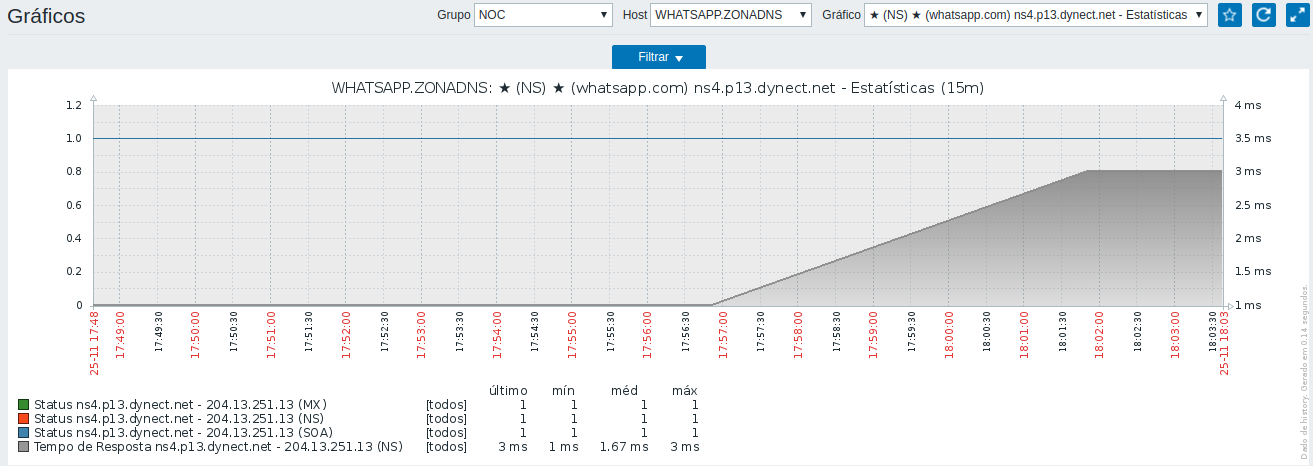 Gráficos
Grupo NOC Host WHATSAPP.ZONADNS Gráfico ★ (NS) ★ (whatsapp.com) ns4.p13.dynect.net - Estatísticas
Filtrar
WHATSAPP.ZONADNS: ★ (NS) ★ (whatsapp.com) ns4.p13.dynect.net - Estatísticas (15m)
1.2 4 ms
1.0 3.5 ms
0.8 3 ms
0.6 2.5 ms
0.4 2 ms
0.2 1.5 ms
0 1 ms
25-11 17:48 17:49:00 17:49:30 17:50:00 17:50:30 17:51:00 17:51:30 17:52:00 17:52:30 17:53:00 17:53:30 17:54:00 17:54:30 17:55:00 17:55:30 17:56:00 17:56:30 17:57:00 17:57:30 17:58:00 17:58:30 17:59:00 17:59:30 18:00:00 18:00:30 18:01:00 18:01:30 18:02:00 18:02:30 18:03:00 18:03:30 25-11 18:03
último mín méd máx
Status ns4.p13.dynect.net - 204.13.251.13 (MX) [todos] 1 1 1 1
Status ns4.p13.dynect.net - 204.13.251.13 (NS) [todos] 1 1 1 1
Status ns4.p13.dynect.net - 204.13.251.13 (SOA) [todos] 1 1 1 1
Tempo de Resposta ns4.p13.dynect.net - 204.13.251.13 (NS) [todos] 3 ms 1 ms 1.67 ms 3 ms
Dado de history. Gerado em 0.14 segundos.